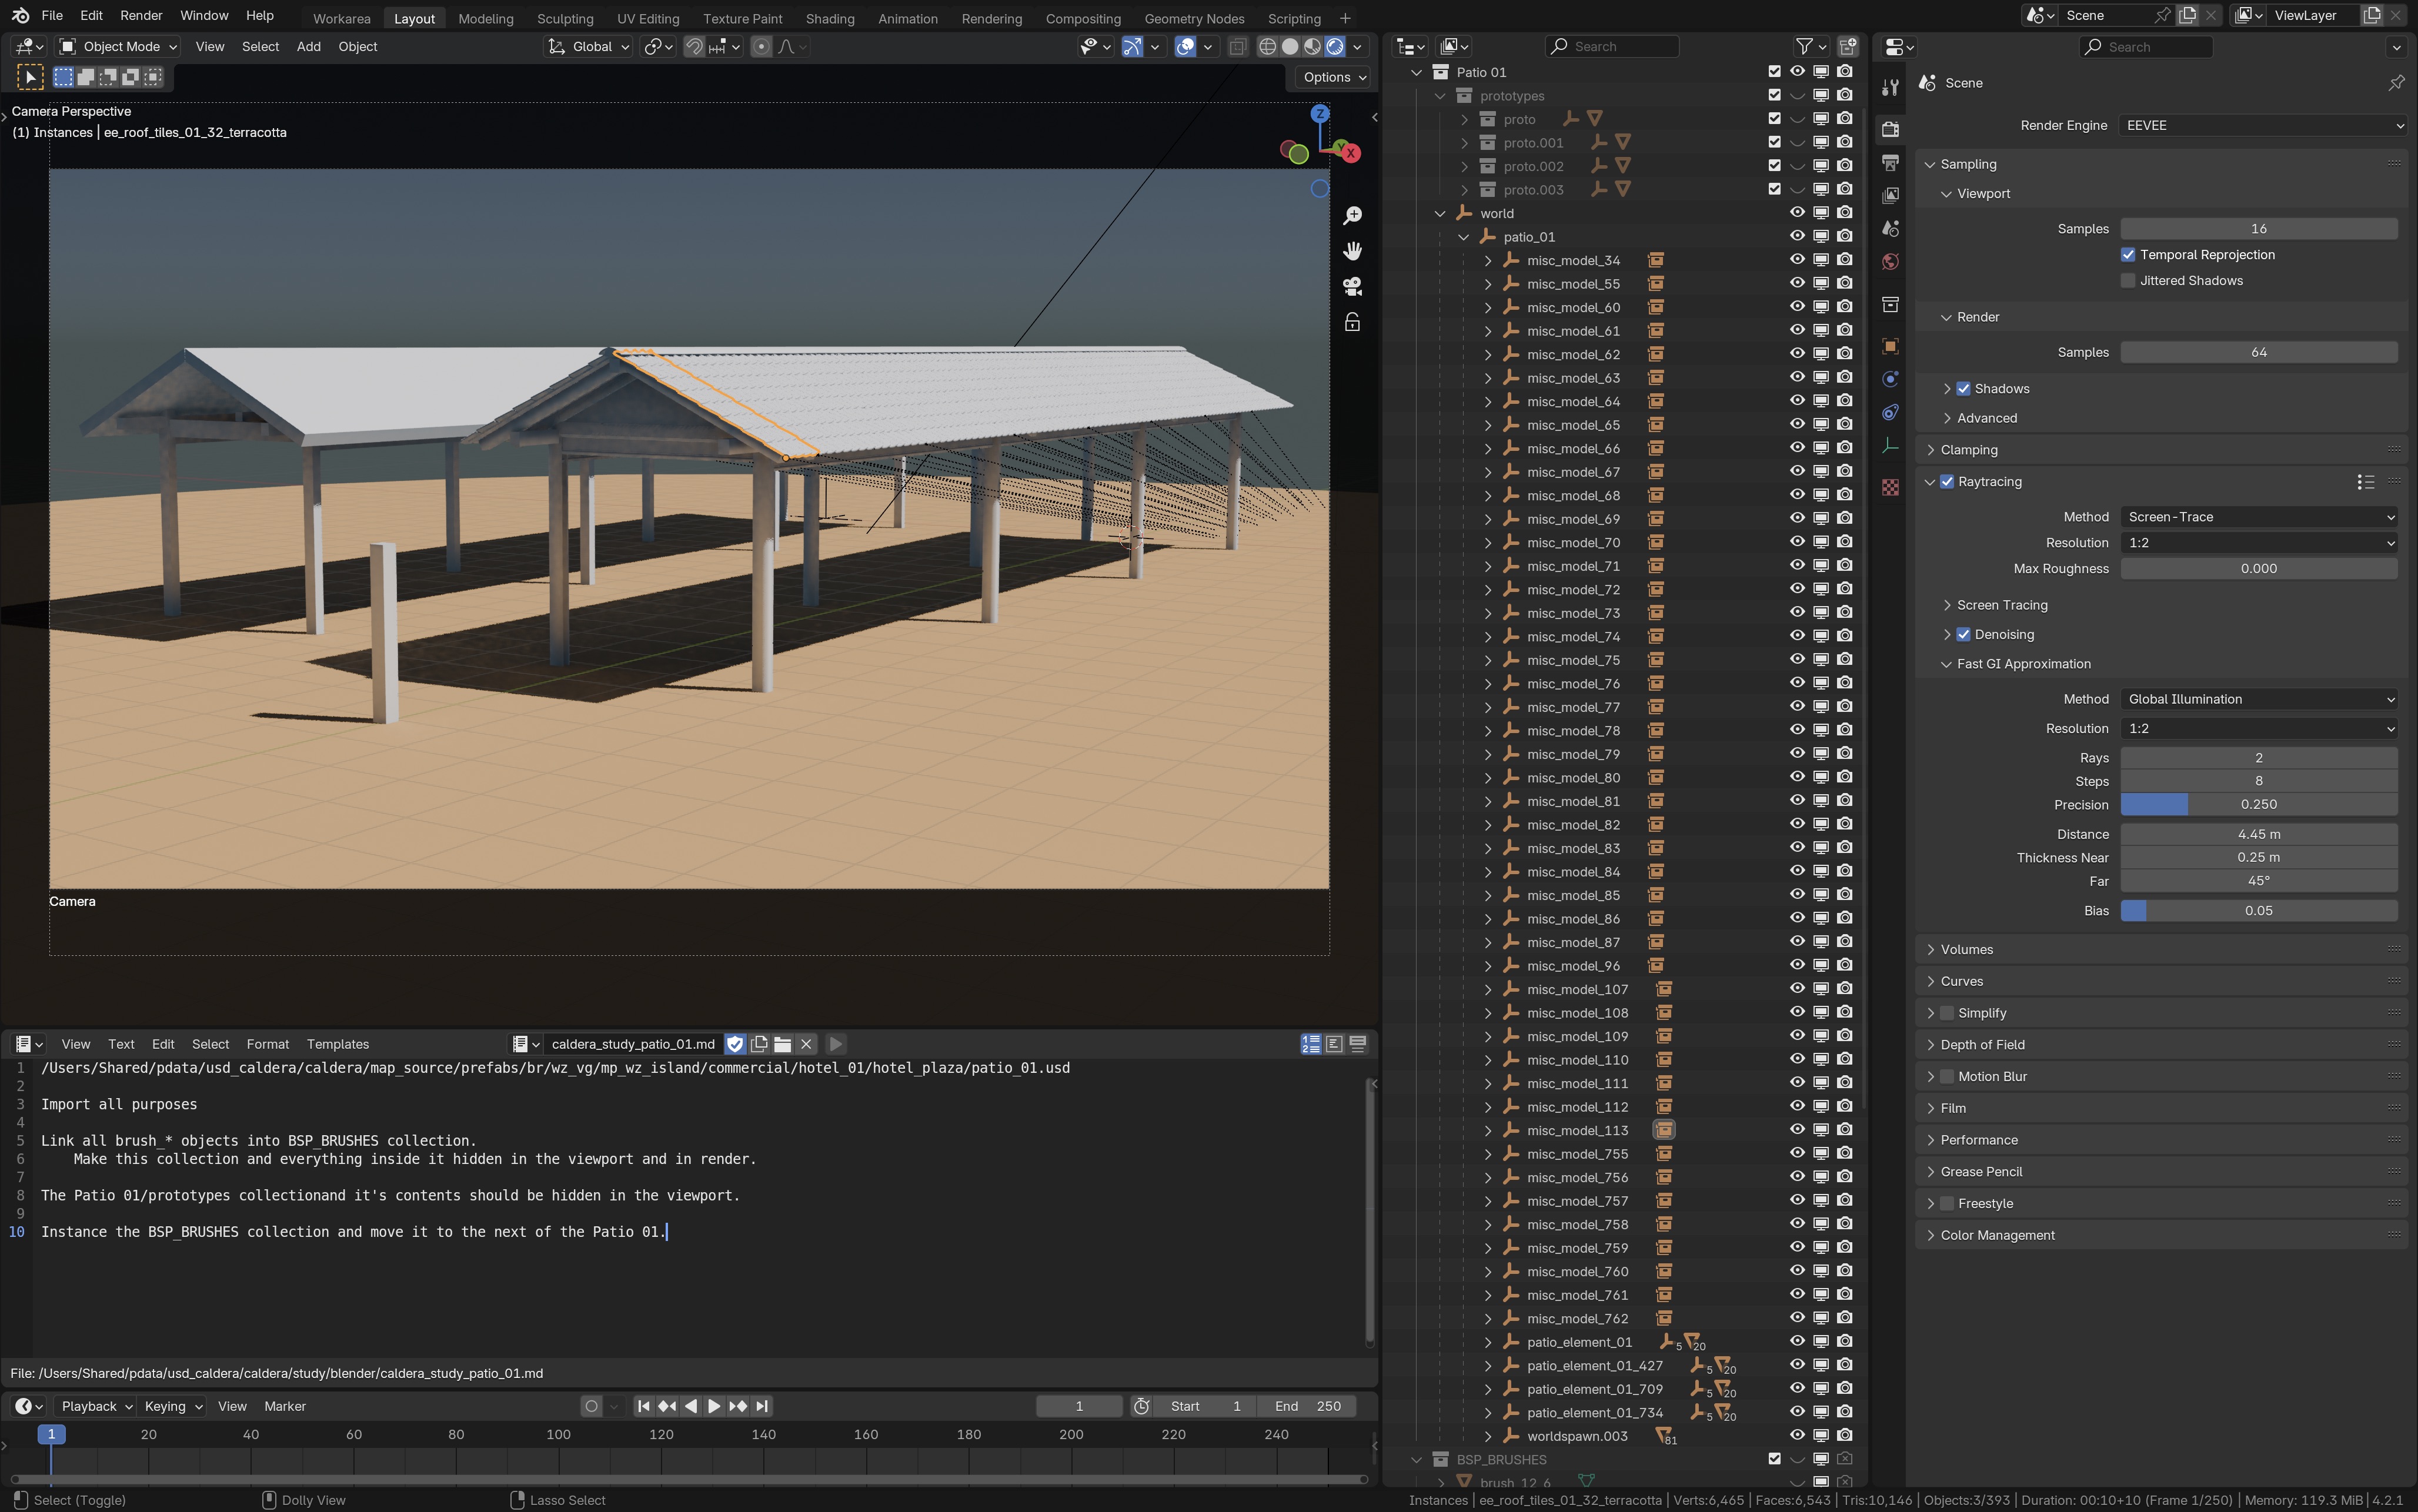 File Edit Render Window Help Workarea Layout Modeling Sculpting UV Editing Texture Paint Shading Animation Rendering Compositing Geometry Nodes Scripting Scene ViewLayer
Object Mode View Select Add Object Global Search Search
Options
Camera Perspective
(1) Instances | ee_roof_tiles_01_32_terracotta
Z
Y
X
Camera
Patio 01
prototypes
proto
proto.001
proto.002
proto.003
world
patio_01
misc_model_34
misc_model_55
misc_model_60
misc_model_61
misc_model_62
misc_model_63
misc_model_64
misc_model_65
misc_model_66
misc_model_67
misc_model_68
misc_model_69
misc_model_70
misc_model_71
misc_model_72
misc_model_73
misc_model_74
misc_model_75
misc_model_76
misc_model_77
misc_model_78
misc_model_79
misc_model_80
misc_model_81
misc_model_82
misc_model_83
misc_model_84
misc_model_85
misc_model_86
misc_model_87
misc_model_96
misc_model_107
misc_model_108
misc_model_109
misc_model_110
misc_model_111
misc_model_112
misc_model_113
misc_model_755
misc_model_756
misc_model_757
misc_model_758
misc_model_759
misc_model_760
misc_model_761
misc_model_762
patio_element_01 5 20
patio_element_01_427 5 20
patio_element_01_709 5 20
patio_element_01_734 5 20
worldspawn.003 81
BSP_BRUSHES
brush_12_6
Scene
Render Engine EEVEE
Sampling
Viewport
Samples 16
Temporal Reprojection
Jittered Shadows
Render
Samples 64
Shadows
Advanced
Clamping
Raytracing
Method Screen-Trace
Resolution 1:2
Max Roughness 0.000
Screen Tracing
Denoising
Fast GI Approximation
Method Global Illumination
Resolution 1:2
Rays 2
Steps 8
Precision 0.250
Distance 4.45 m
Thickness Near 0.25 m
Far 45°
Bias 0.05
Volumes
Curves
Simplify
Depth of Field
Motion Blur
Film
Performance
Grease Pencil
Freestyle
Color Management
View Text Edit Select Format Templates caldera_study_patio_01.md
1 /Users/Shared/pdata/usd_caldera/caldera/map_source/prefabs/br/wz_vg/mp_wz_island/commercial/hotel_01/hotel_plaza/patio_01.usd
2
3 Import all purposes
4
5 Link all brush_* objects into BSP_BRUSHES collection.
6 Make this collection and everything inside it hidden in the viewport and in render.
7
8 The Patio 01/prototypes collectionand it's contents should be hidden in the viewport.
9
10 Instance the BSP_BRUSHES collection and move it to the next of the Patio 01.
File: /Users/Shared/pdata/usd_caldera/caldera/study/blender/caldera_study_patio_01.md
Playback Keying View Marker 1 Start 1 End 250
1 20 40 60 80 100 120 140 160 180 200 220 240
Select (Toggle) Dolly View Lasso Select Instances | ee_roof_tiles_01_32_terracotta | Verts:6,465 | Faces:6,543 | Tris:10,146 | Objects:3/393 | Duration: 00:10+10 (Frame 1/250) | Memory: 119.3 MiB | 4.2.1